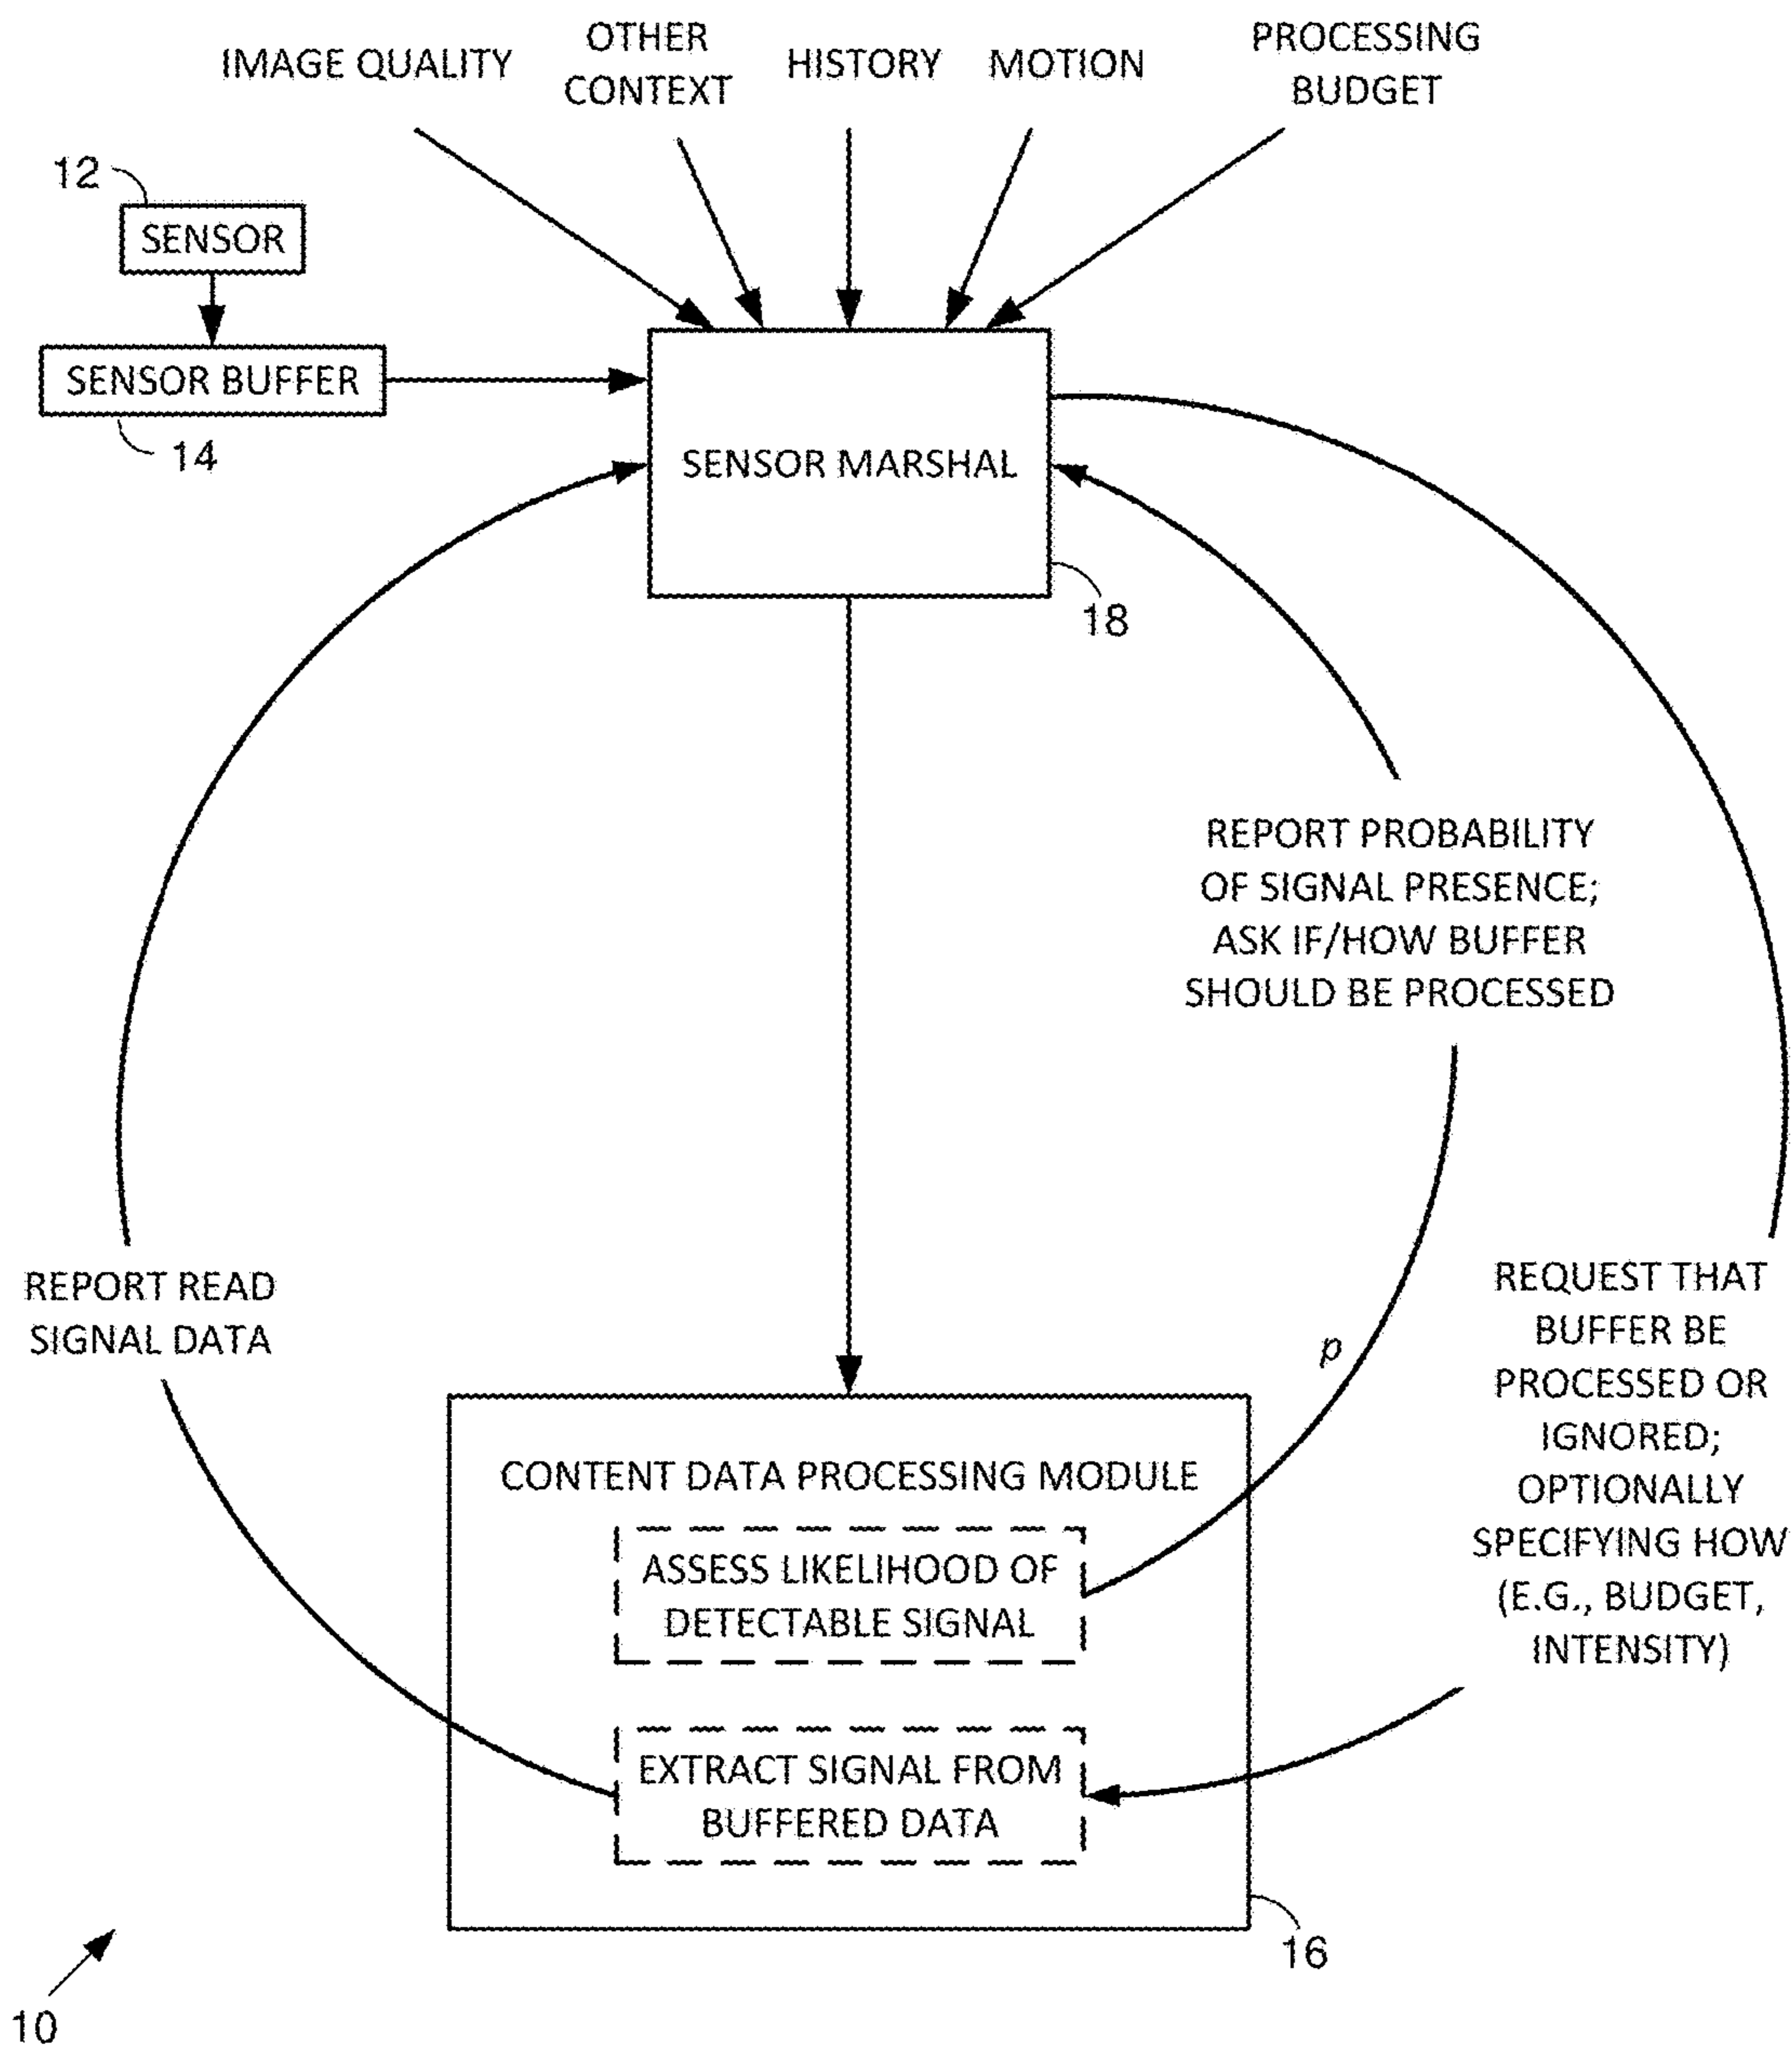 IMAGE QUALITY
OTHER
CONTEXT
HISTORY
MOTION
PROCESSING
BUDGET
12
SENSOR
SENSOR BUFFER
14
SENSOR MARSHAL
18
REPORT PROBABILITY
OF SIGNAL PRESENCE;
ASK IF/HOW BUFFER
SHOULD BE PROCESSED
REPORT READ
SIGNAL DATA
p
REQUEST THAT
BUFFER BE
PROCESSED OR
IGNORED;
OPTIONALLY
SPECIFYING HOW
(E.G., BUDGET,
INTENSITY)
CONTENT DATA PROCESSING MODULE
ASSESS LIKELIHOOD OF
DETECTABLE SIGNAL
EXTRACT SIGNAL FROM
BUFFERED DATA
16
10